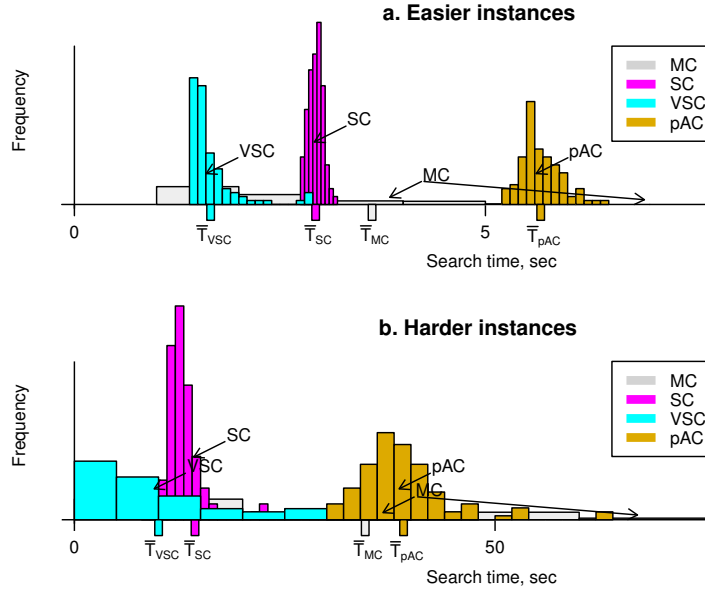 a. Easier instances
Frequency
MC
SC
VSC
pAC
SC
VSC
pAC
MC
0
5
T̅VSC
T̅SC
T̅MC
T̅pAC
Search time, sec
b. Harder instances
Frequency
MC
SC
VSC
pAC
SC
VSC
pAC
MC
0
50
T̅VSC
T̅SC
T̅MC
T̅pAC
Search time, sec